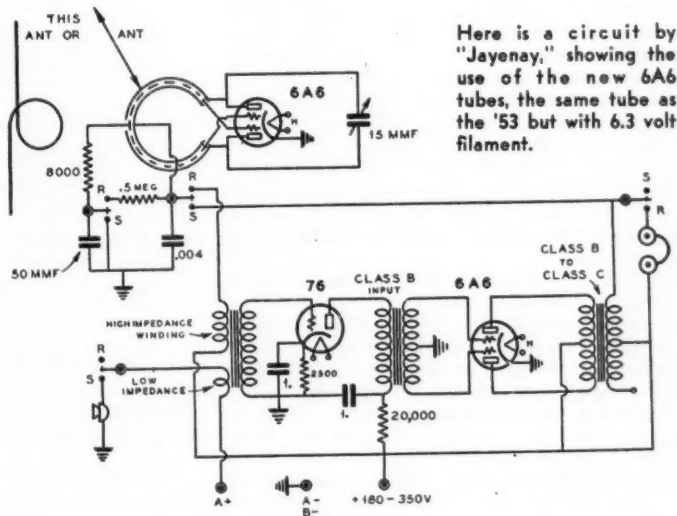 THIS
ANT OR
ANT
6A6
H
15 MMF
Here is a circuit by
"Jayenay," showing the
use of the new 6A6
tubes, the same tube as
the '53 but with 6.3 volt
filament.
8000
R
.5 MEG
R
S
S
50 MMF
.004
S
R
CLASS B
TO
CLASS C
76
CLASS B
INPUT
6A6
H
HIGH IMPEDANCE
WINDING
R
S
LOW
IMPEDANCE
1.
2500
1.
20,000
A+
A-
B-
+180-350V